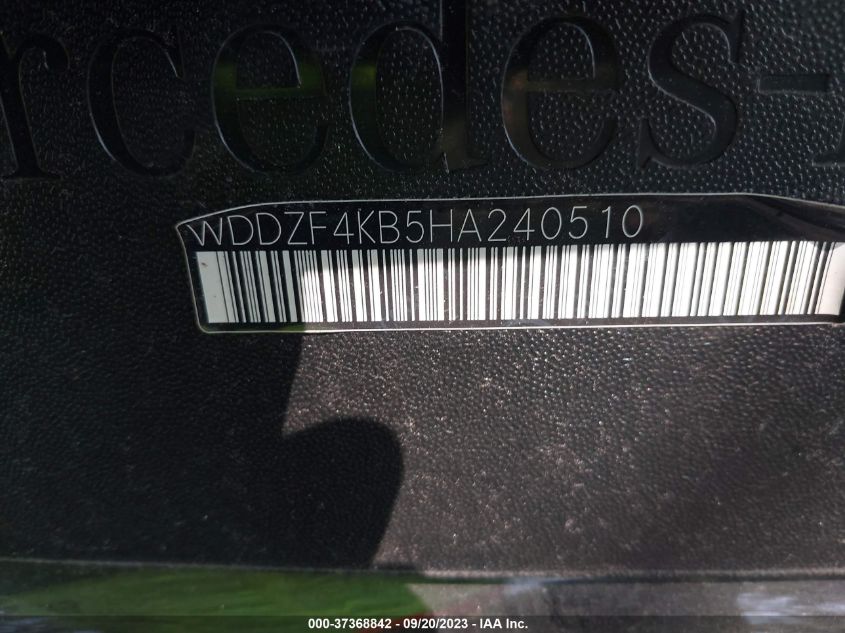 rcedes-
WDDZF4KB5HA240510
000-37368842 - 09/20/2023 - IAA Inc.